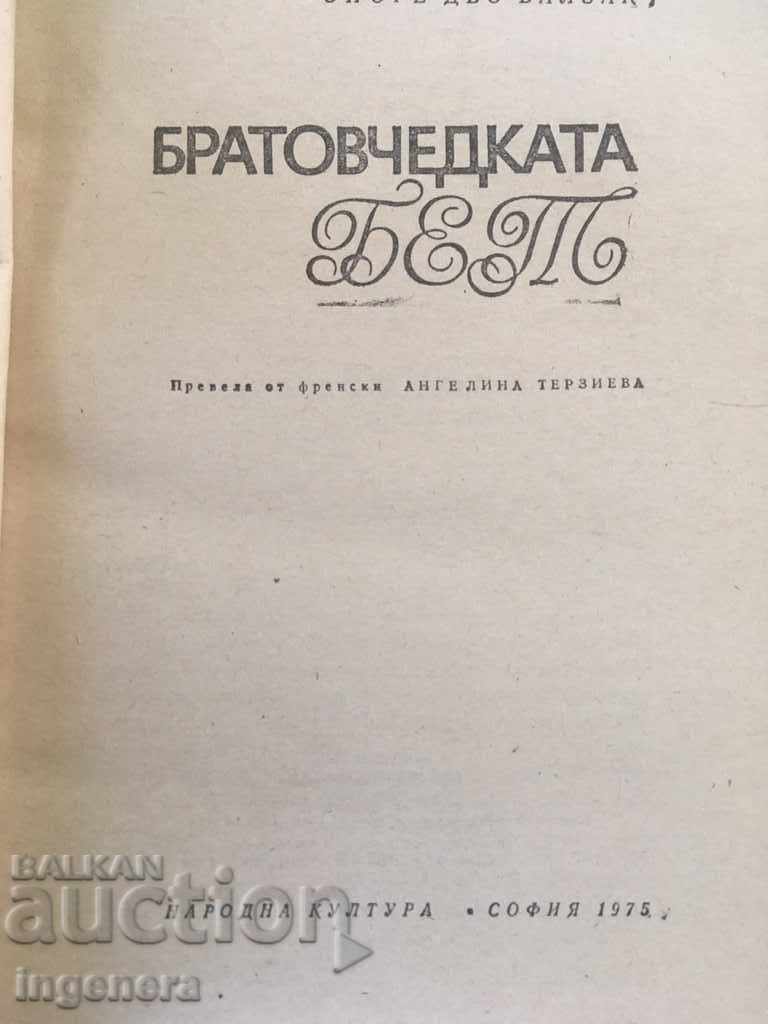 БРАТОВЧЕДКАТА
БЕТ
Превела от френски АНГЕЛИНА ТЕРЗИЕВА
НАРОДНА КУЛТУРА • СОФИЯ 1975
BALKAN
auction
ingenera